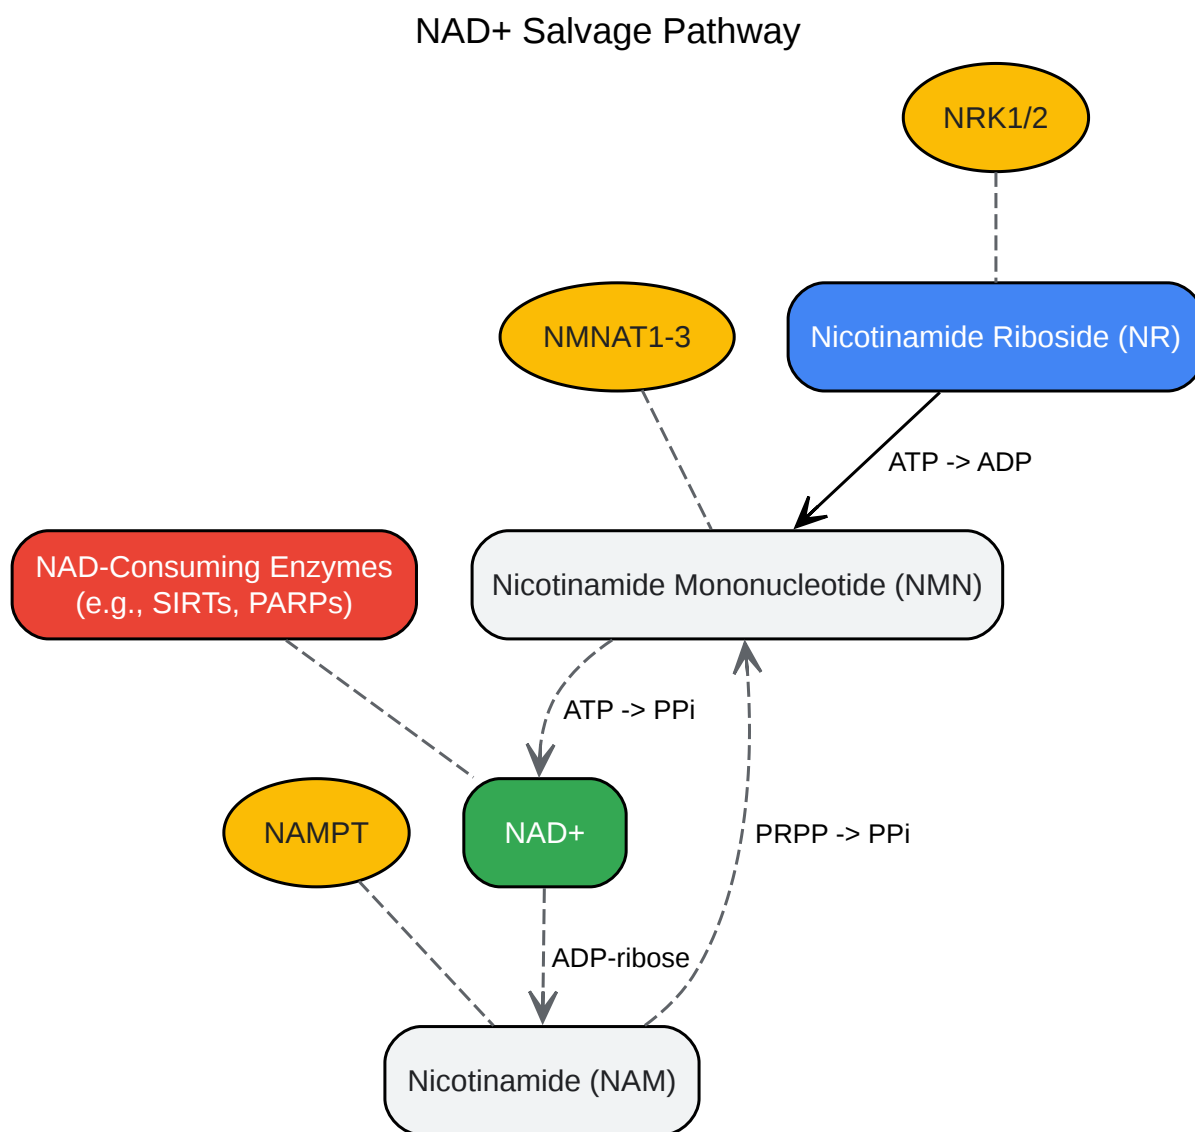 NAD+ Salvage Pathway
NRK1/2
NMNAT1-3
Nicotinamide Riboside (NR)
ATP -> ADP
NAD-Consuming Enzymes
(e.g., SIRTs, PARPs)
Nicotinamide Mononucleotide (NMN)
ATP -> PPi
NAMPT
NAD+
PRPP -> PPi
ADP-ribose
Nicotinamide (NAM)